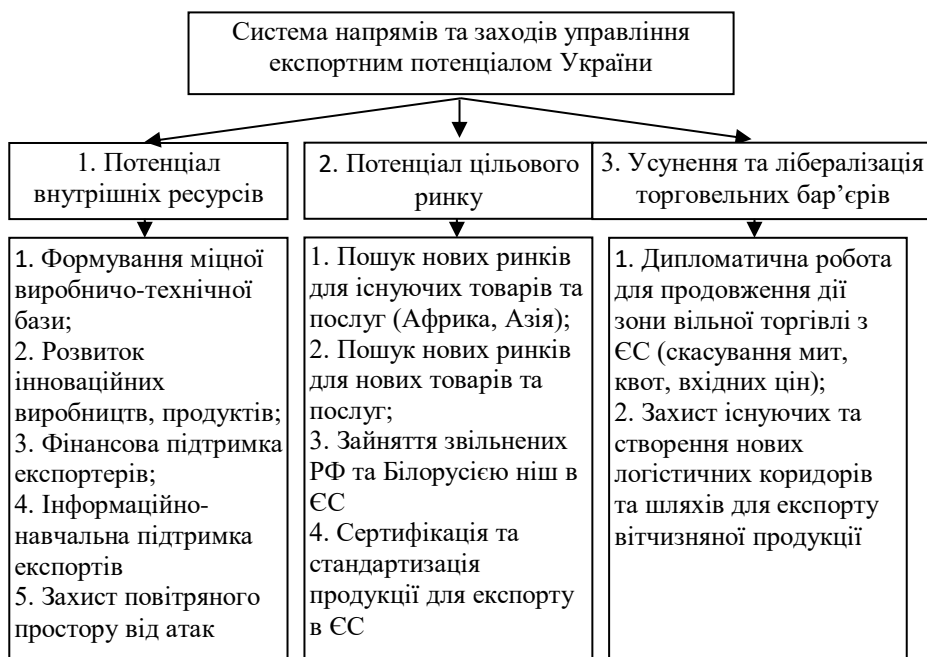 Система напрямів та заходів управління
експортним потенціалом України
1. Потенціал
внутрішніх ресурсів
2. Потенціал цільового
ринку
3. Усунення та лібералізація
торговельних бар’єрів
1. Формування міцної
виробничо-технічної
бази;
2. Розвиток
інноваційних
виробництв, продуктів;
3. Фінансова підтримка
експортерів;
4. Інформаційно-
навчальна підтримка
експортів
5. Захист повітряного
простору від атак
1. Пошук нових ринків
для існуючих товарів та
послуг (Африка, Азія);
2. Пошук нових ринків
для нових товарів та
послуг;
3. Зайняття звільнених
РФ та Білорусією ніш в
ЄС
4. Сертифікація та
стандартизація
продукції для експорту
в ЄС
1. Дипломатична робота
для продовження дії
зони вільної торгівлі з
ЄС (скасування мит,
квот, вхідних цін);
2. Захист існуючих та
створення нових
логістичних коридорів
та шляхів для експорту
вітчизняної продукції